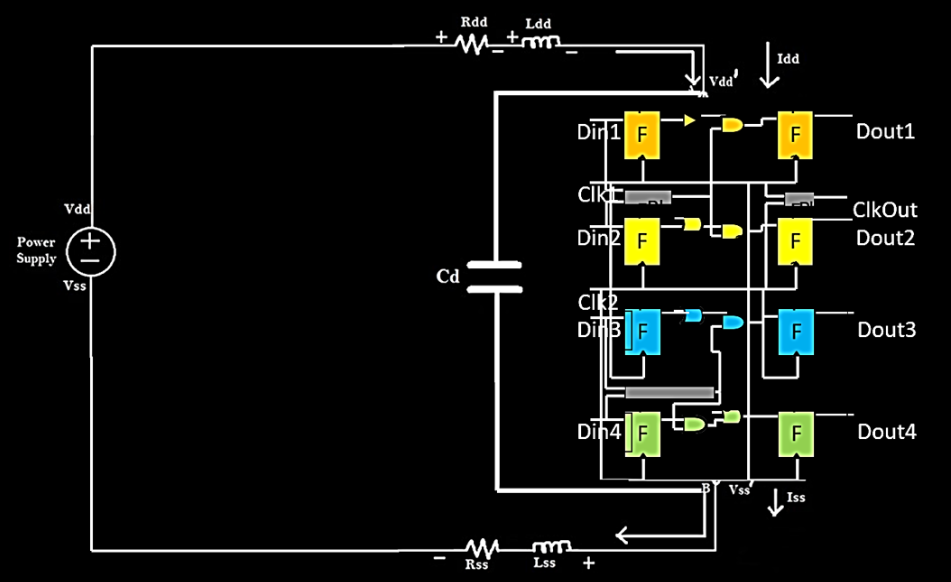 Rdd
Ldd
+ + − −
Idd
Vdd'
Din1
F
F
Dout1
Clk1
ClkOut
Vdd
Din2
F
F
Dout2
Power
Supply
+
−
Vss
Cd
Clk2
Din3
F
F
Dout3
Din4
F
F
Dout4
B
Vss'
Iss
−
Rss
Lss
+